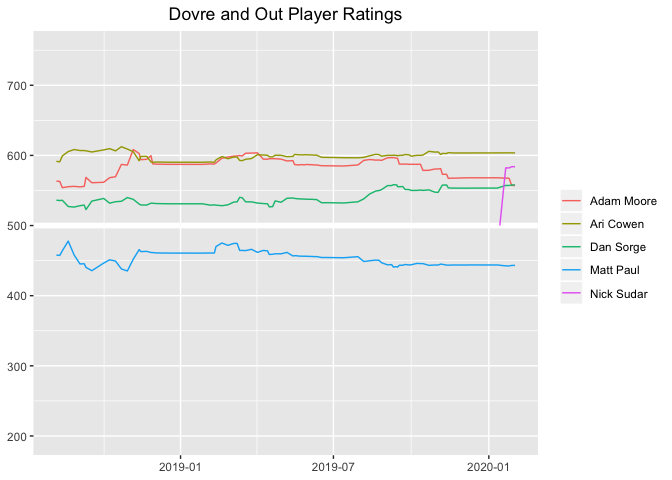 Dovre and Out Player Ratings
700
600
500
400
300
200
2019-01
2019-07
2020-01
Adam Moore
Ari Cowen
Dan Sorge
Matt Paul
Nick Sudar